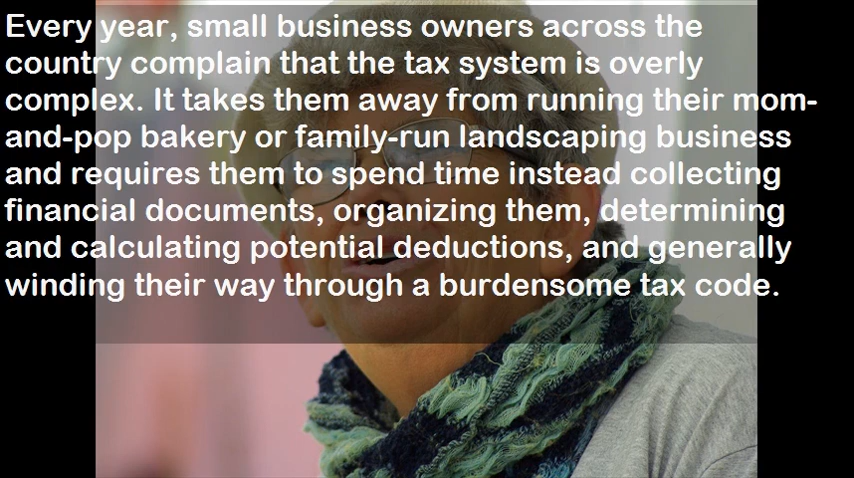 Every year, small business owners across the
country complain that the tax system is overly
complex. It takes them away from running their mom-
and-pop bakery or family-run landscaping business
and requires them to spend time instead collecting
financial documents, organizing them, determining
and calculating potential deductions, and generally
winding their way through a burdensome tax code.